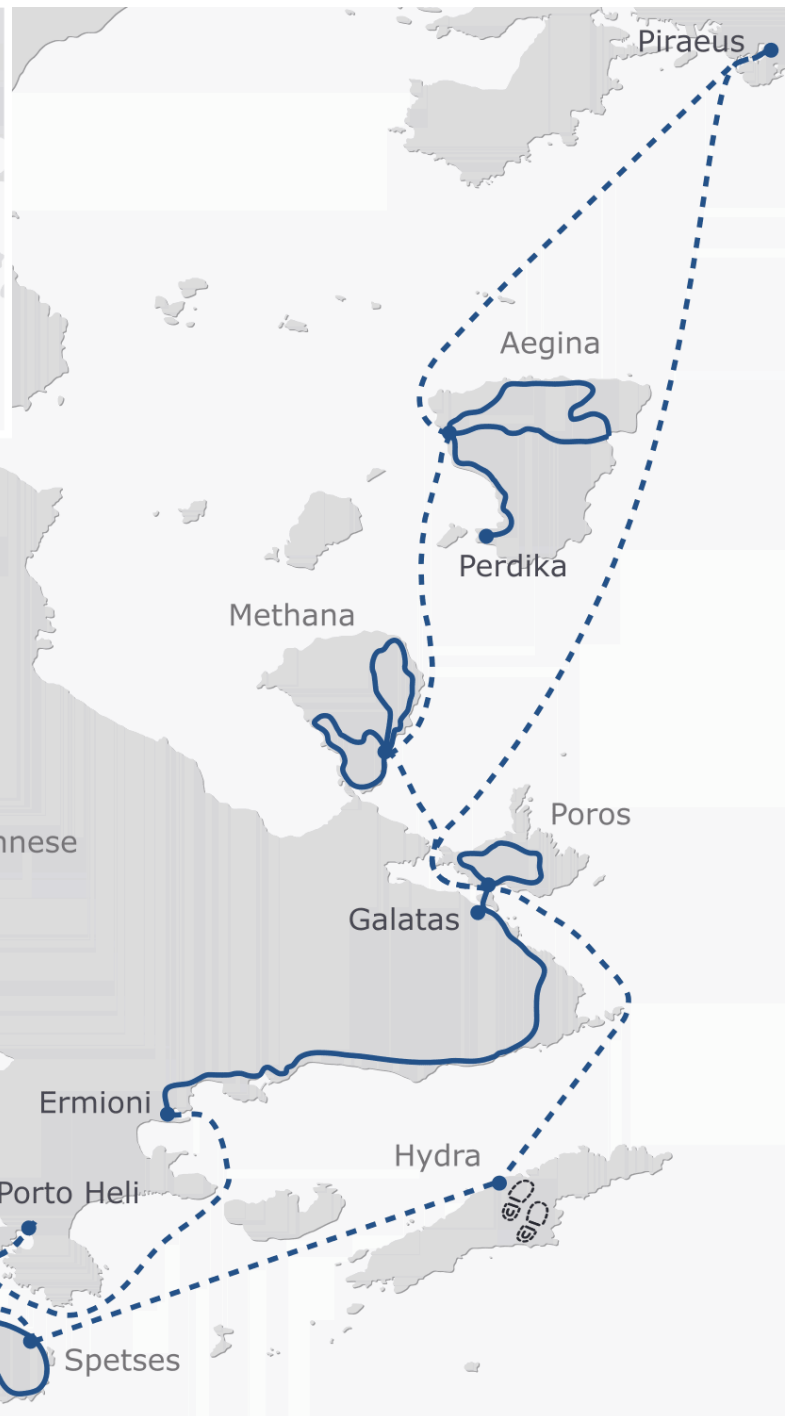 Piraeus
Aegina
Perdika
Methana
Poros
nnese
Galatas
Ermioni
Hydra
Porto Heli
Spetses